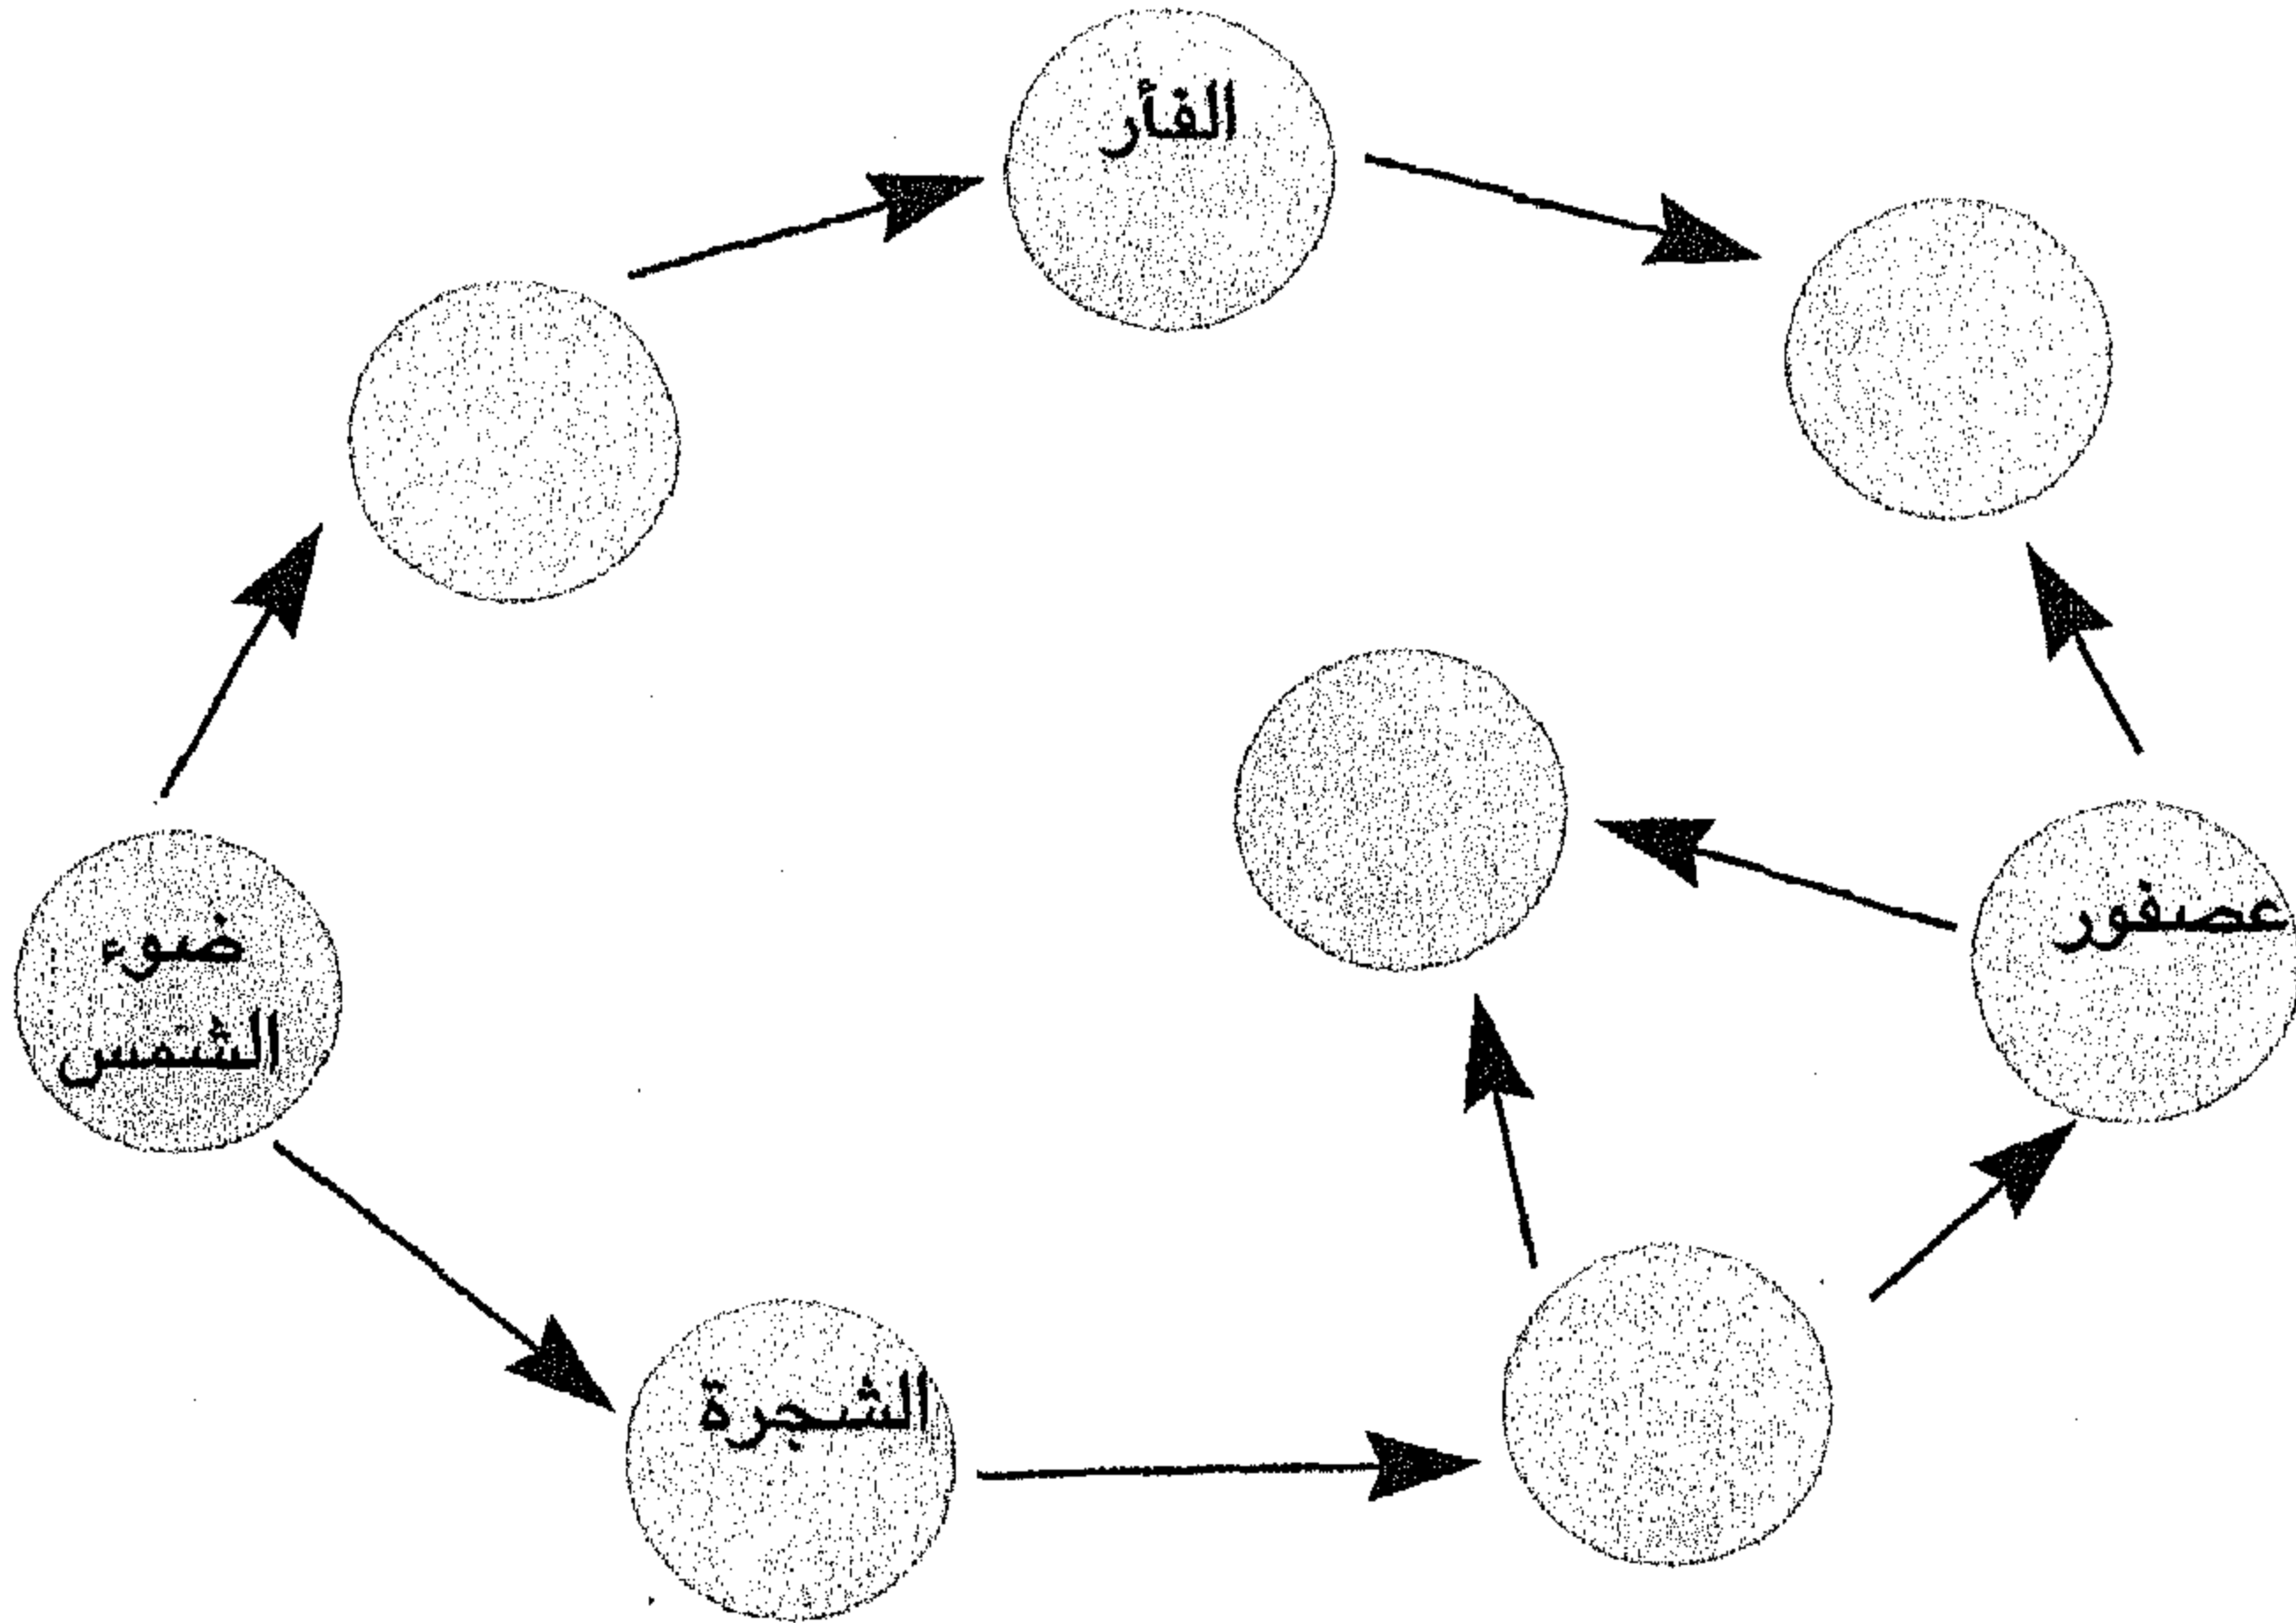 الفأر
عصفور
ضوء
الشمس
الشجرة